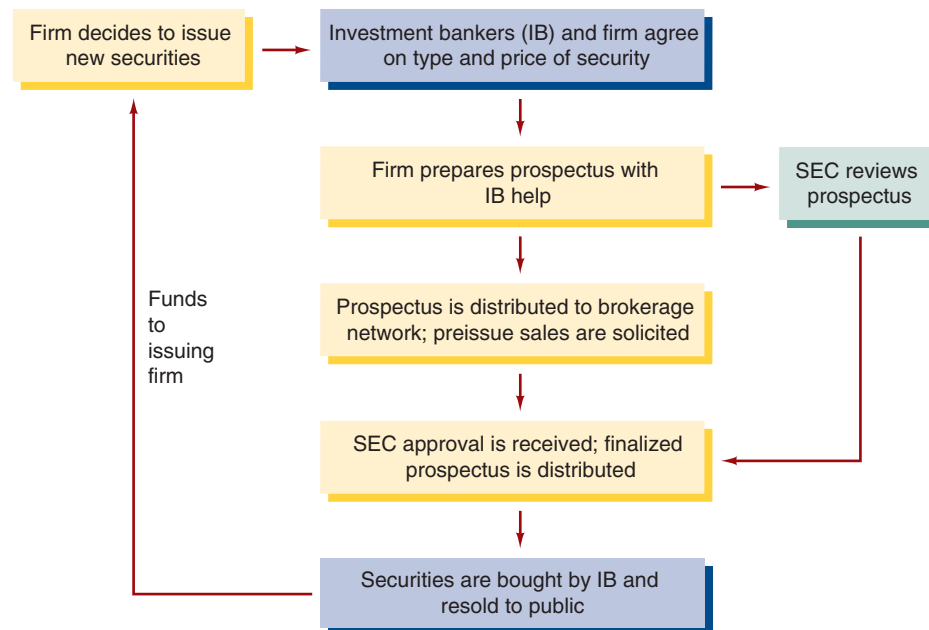 Firm decides to issue
new securities
Investment bankers (IB) and firm agree
on type and price of security
Firm prepares prospectus with
IB help
SEC reviews
prospectus
Prospectus is distributed to brokerage
network; preissue sales are solicited
Funds
to
issuing
firm
SEC approval is received; finalized
prospectus is distributed
Securities are bought by IB and
resold to public